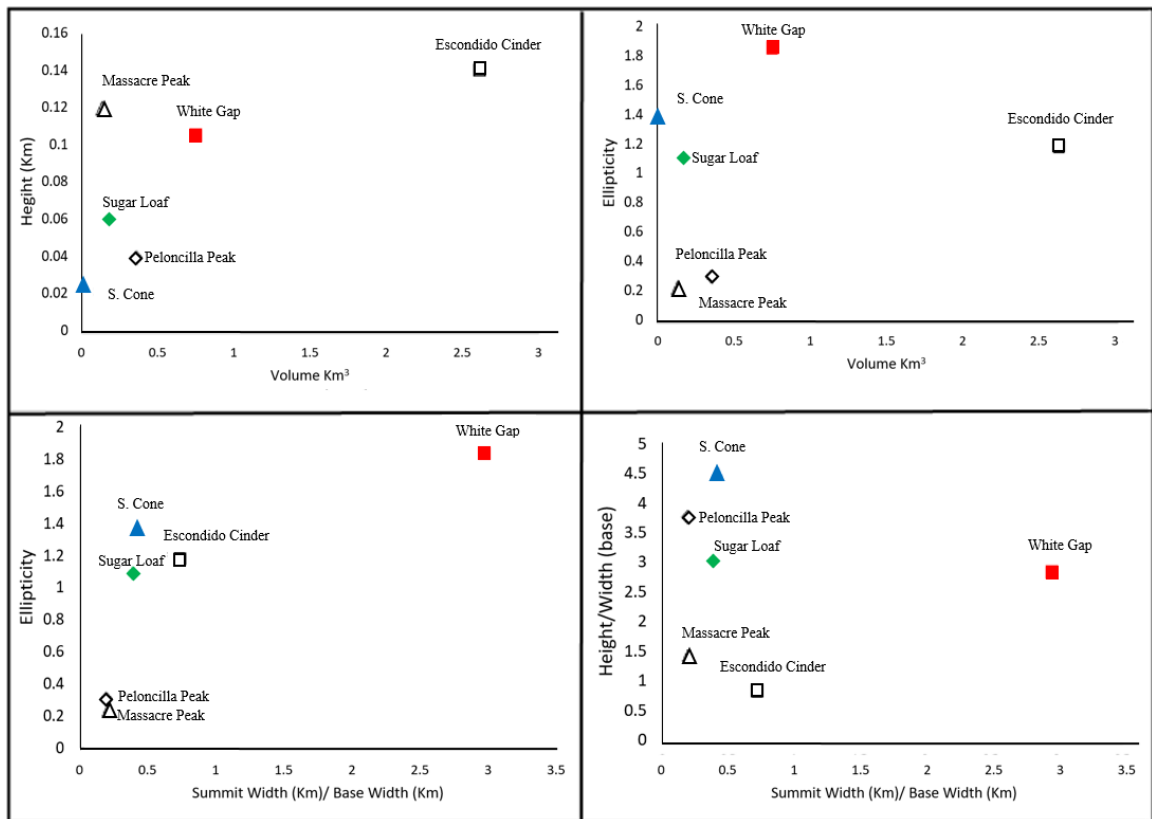 0.16
0.14
0.12
0.1
0.08
0.06
0.04
0.02
0
Hegiht (Km)
Escondido Cinder
Massacre Peak
White Gap
Sugar Loaf
Peloncilla Peak
S. Cone
0 0.5 1 1.5 2 2.5 3
Volume Km³
2
1.8
1.6
1.4
1.2
1
0.8
0.6
0.4
0.2
0
Ellipticity
White Gap
S. Cone
Escondido Cinder
Sugar Loaf
Peloncilla Peak
Massacre Peak
0 0.5 1 1.5 2 2.5 3
Volume Km³
2
1.8
1.6
1.4
1.2
1
0.8
0.6
0.4
0.2
0
Ellipticity
White Gap
S. Cone
Escondido Cinder
Sugar Loaf
Peloncilla Peak
Massacre Peak
0 0.5 1 1.5 2 2.5 3 3.5
Summit Width (Km)/ Base Width (Km)
5
4.5
4
3.5
3
2.5
2
1.5
1
0.5
0
Height/Width (base)
S. Cone
Peloncilla Peak
Sugar Loaf
White Gap
Massacre Peak
Escondido Cinder
0 0.5 1 1.5 2 2.5 3 3.5
Summit Width (Km)/ Base Width (Km)